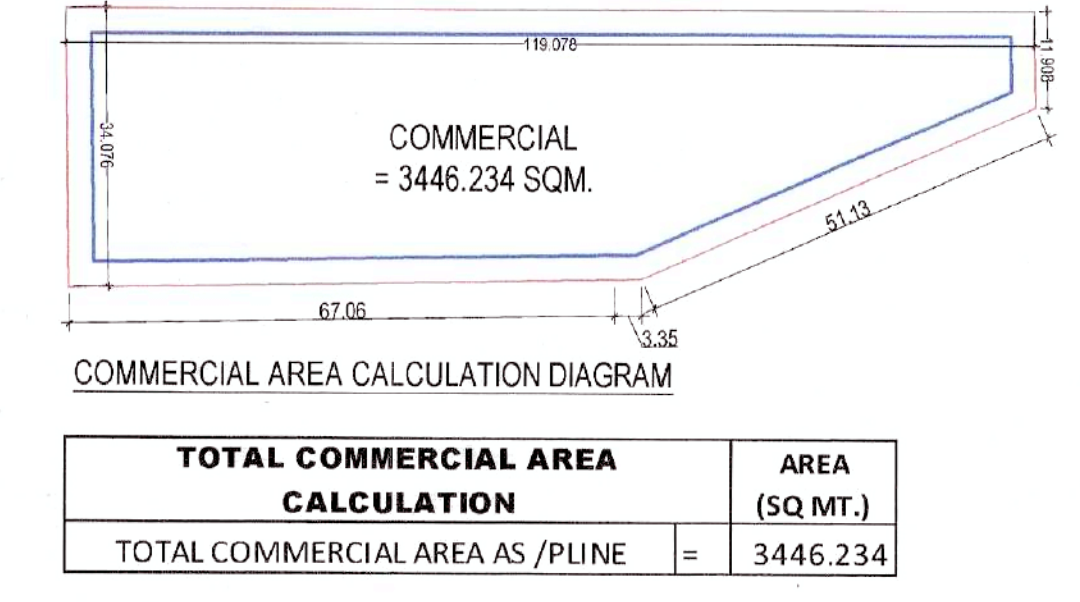 119.078
11.908
34.076
COMMERCIAL
= 3446.234 SQM.
51.13
67.06
3.35
COMMERCIAL AREA CALCULATION DIAGRAM
TOTAL COMMERCIAL AREA
CALCULATION
AREA
(SQ MT.)
TOTAL COMMERCIAL AREA AS /PLINE = 3446.234